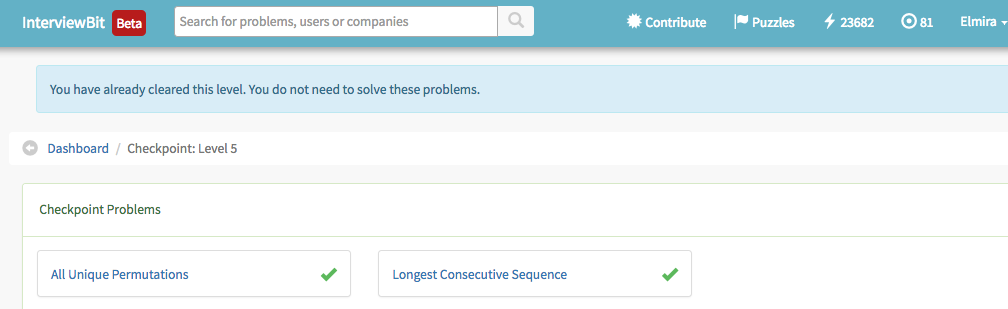 InterviewBit Beta Search for problems, users or companies Contribute Puzzles 23682 81 Elmira
You have already cleared this level. You do not need to solve these problems.
Dashboard / Checkpoint: Level 5
Checkpoint Problems
All Unique Permutations Longest Consecutive Sequence